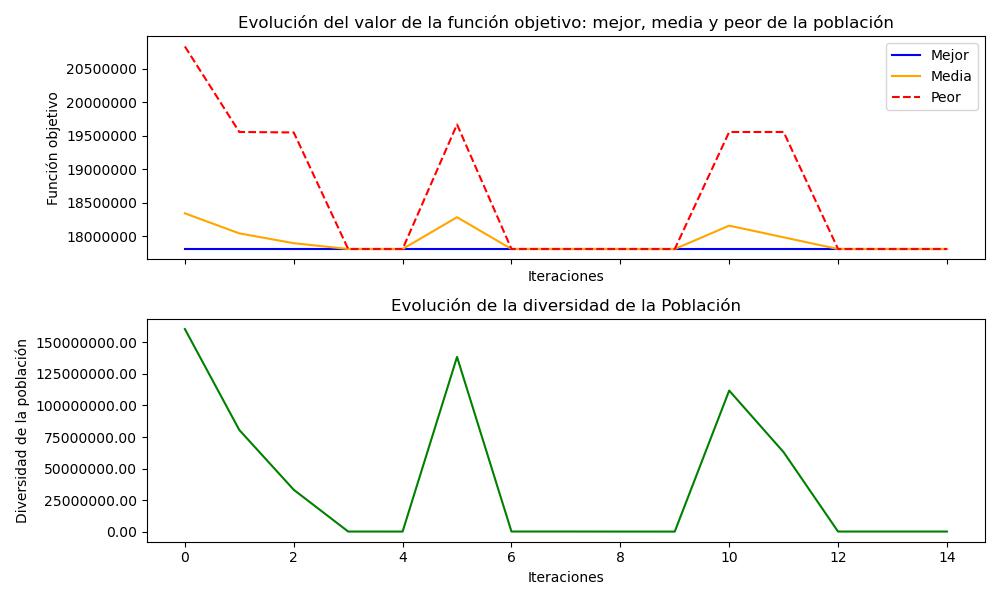 Evolución del valor de la función objetivo: mejor, media y peor de la población
Función objetivo
20500000
20000000
19500000
19000000
18500000
18000000
Mejor
Media
Peor
Iteraciones
Evolución de la diversidad de la Población
Diversidad de la población
150000000.00
125000000.00
100000000.00
75000000.00
50000000.00
25000000.00
0.00
0 2 4 6 8 10 12 14
Iteraciones